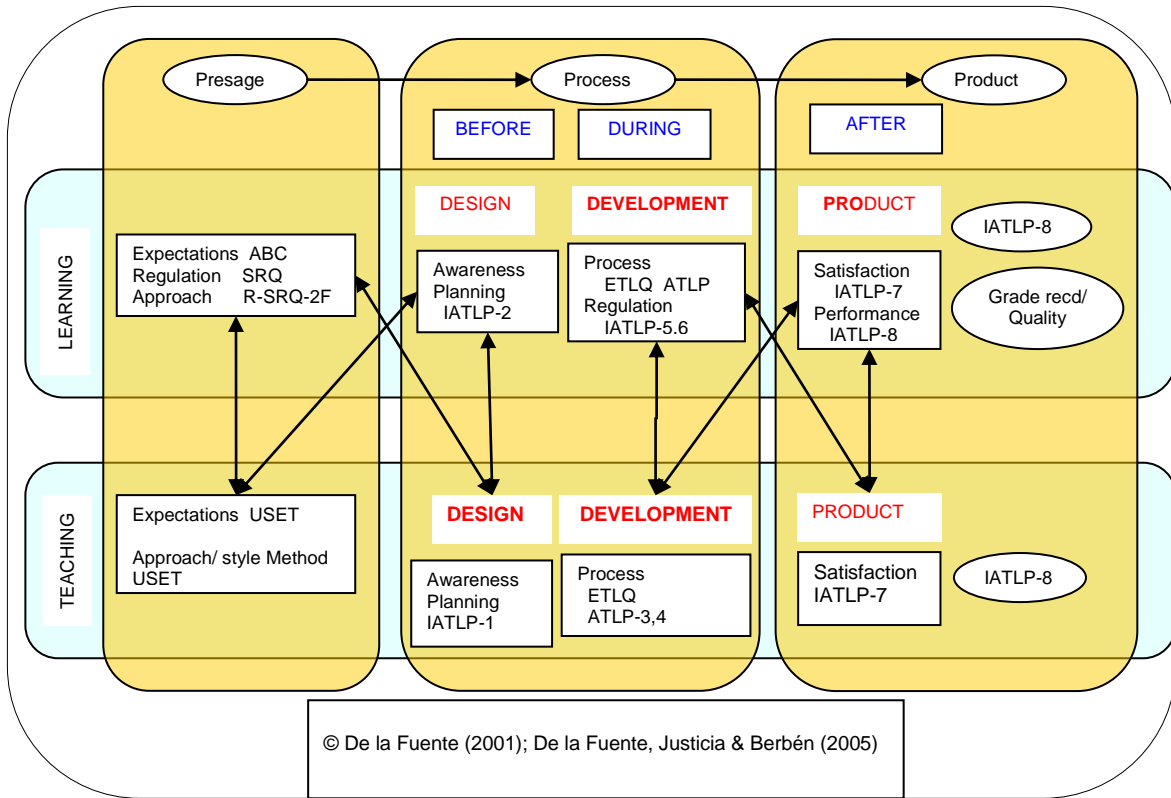 Presage
Process
Product
BEFORE
DURING
AFTER
LEARNING
DESIGN
DEVELOPMENT
PRODUCT
IATLP-8
Expectations ABC
Regulation SRQ
Approach R-SRQ-2F
Awareness
Planning
IATLP-2
Process
ETLQ ATLP
Regulation
IATLP-5.6
Satisfaction
IATLP-7
Performance
IATLP-8
Grade recd/
Quality
TEACHING
Expectations USET
Approach/ style Method
USET
DESIGN
DEVELOPMENT
PRODUCT
Awareness
Planning
IATLP-1
Process
ETLQ
ATLP-3,4
Satisfaction
IATLP-7
IATLP-8
© De la Fuente (2001); De la Fuente, Justicia & Berbén (2005)